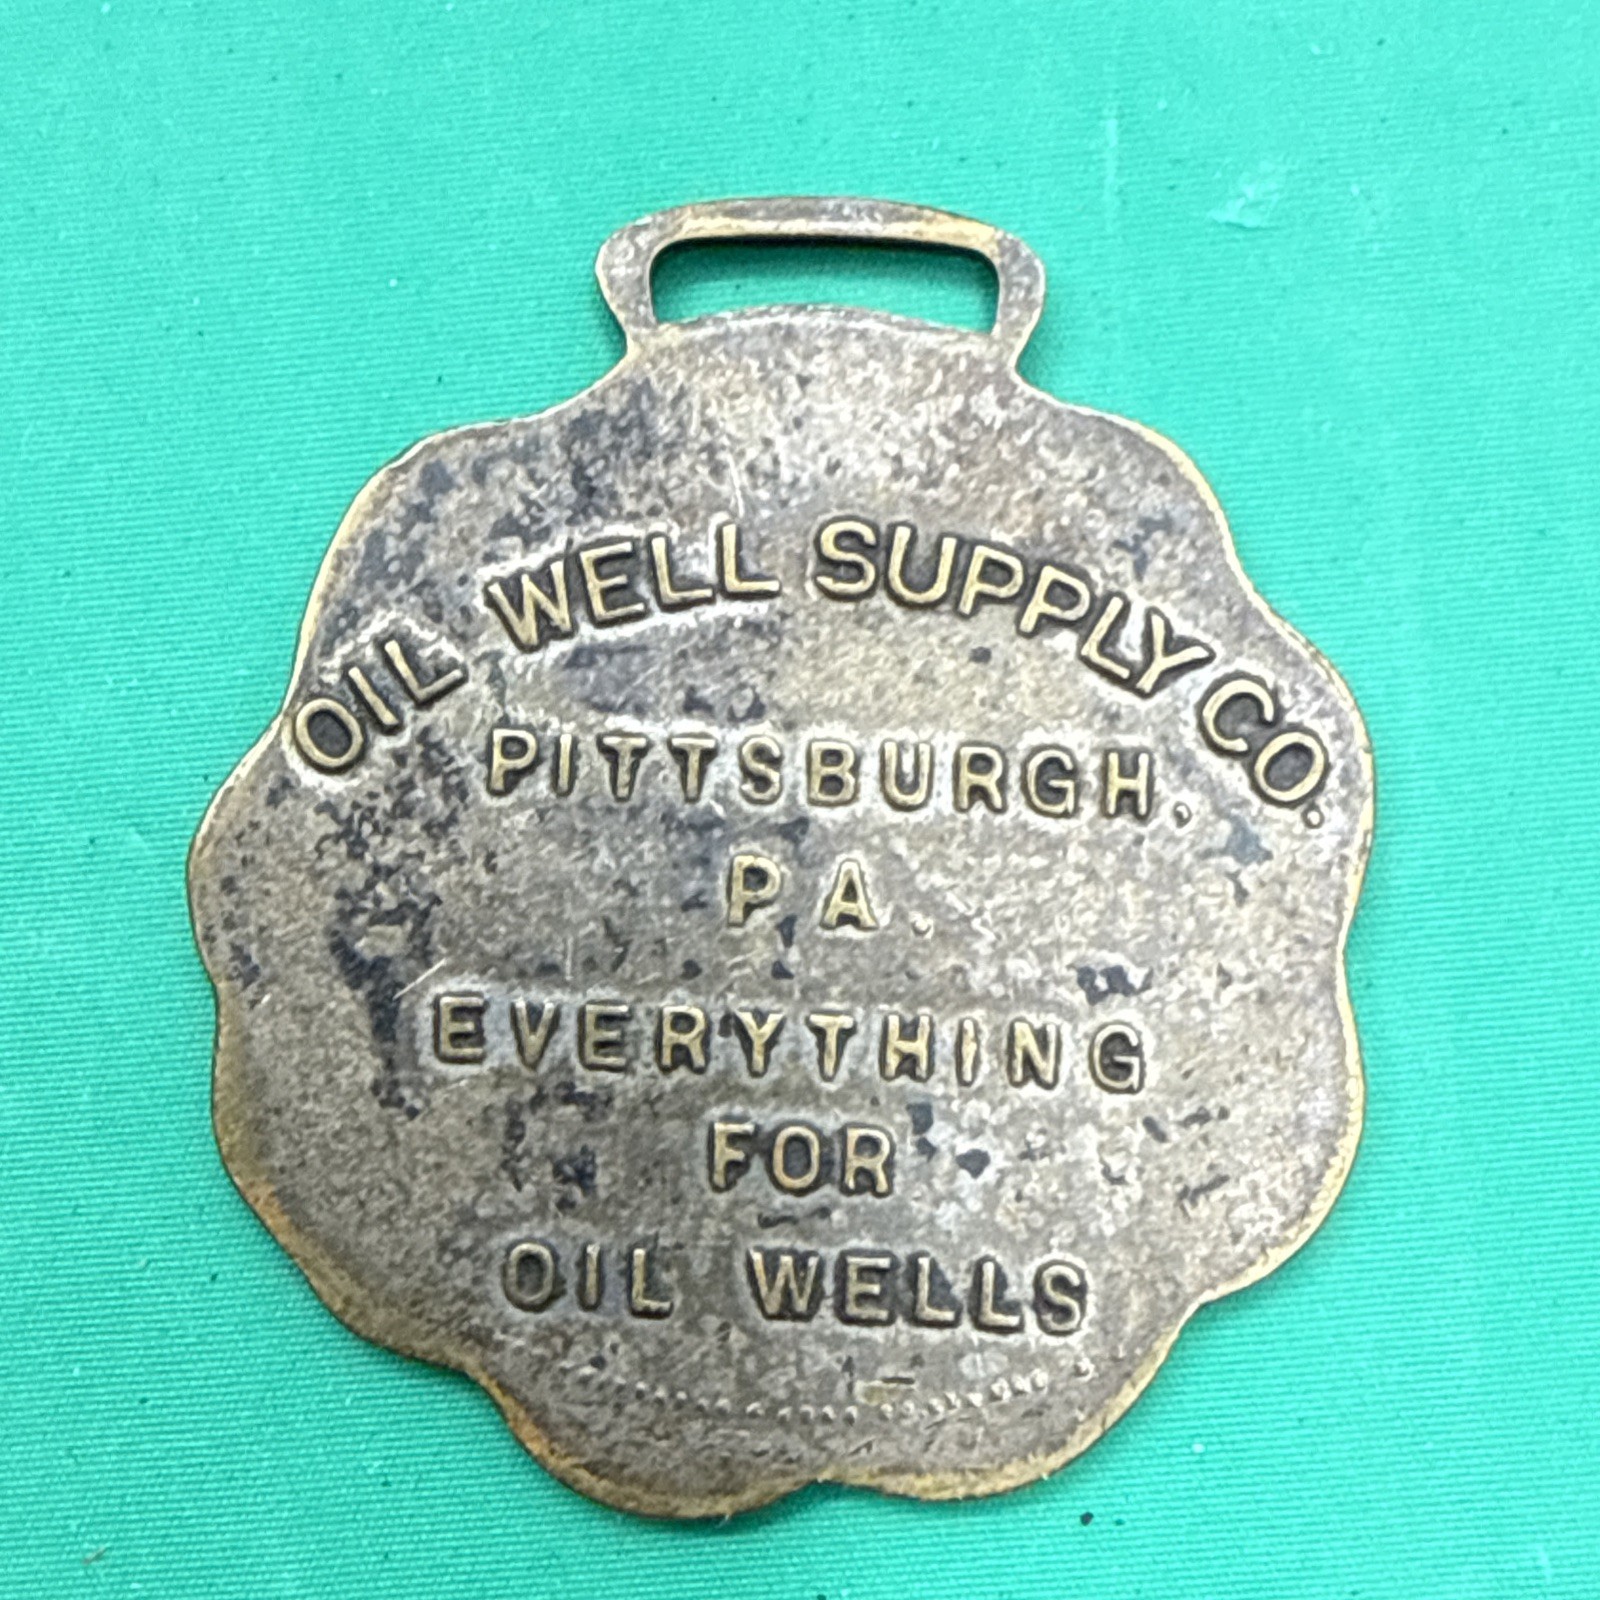 OIL WELL SUPPLY CO.
PITTSBURGH,
PA.
EVERYTHING
FOR
OIL WELLS